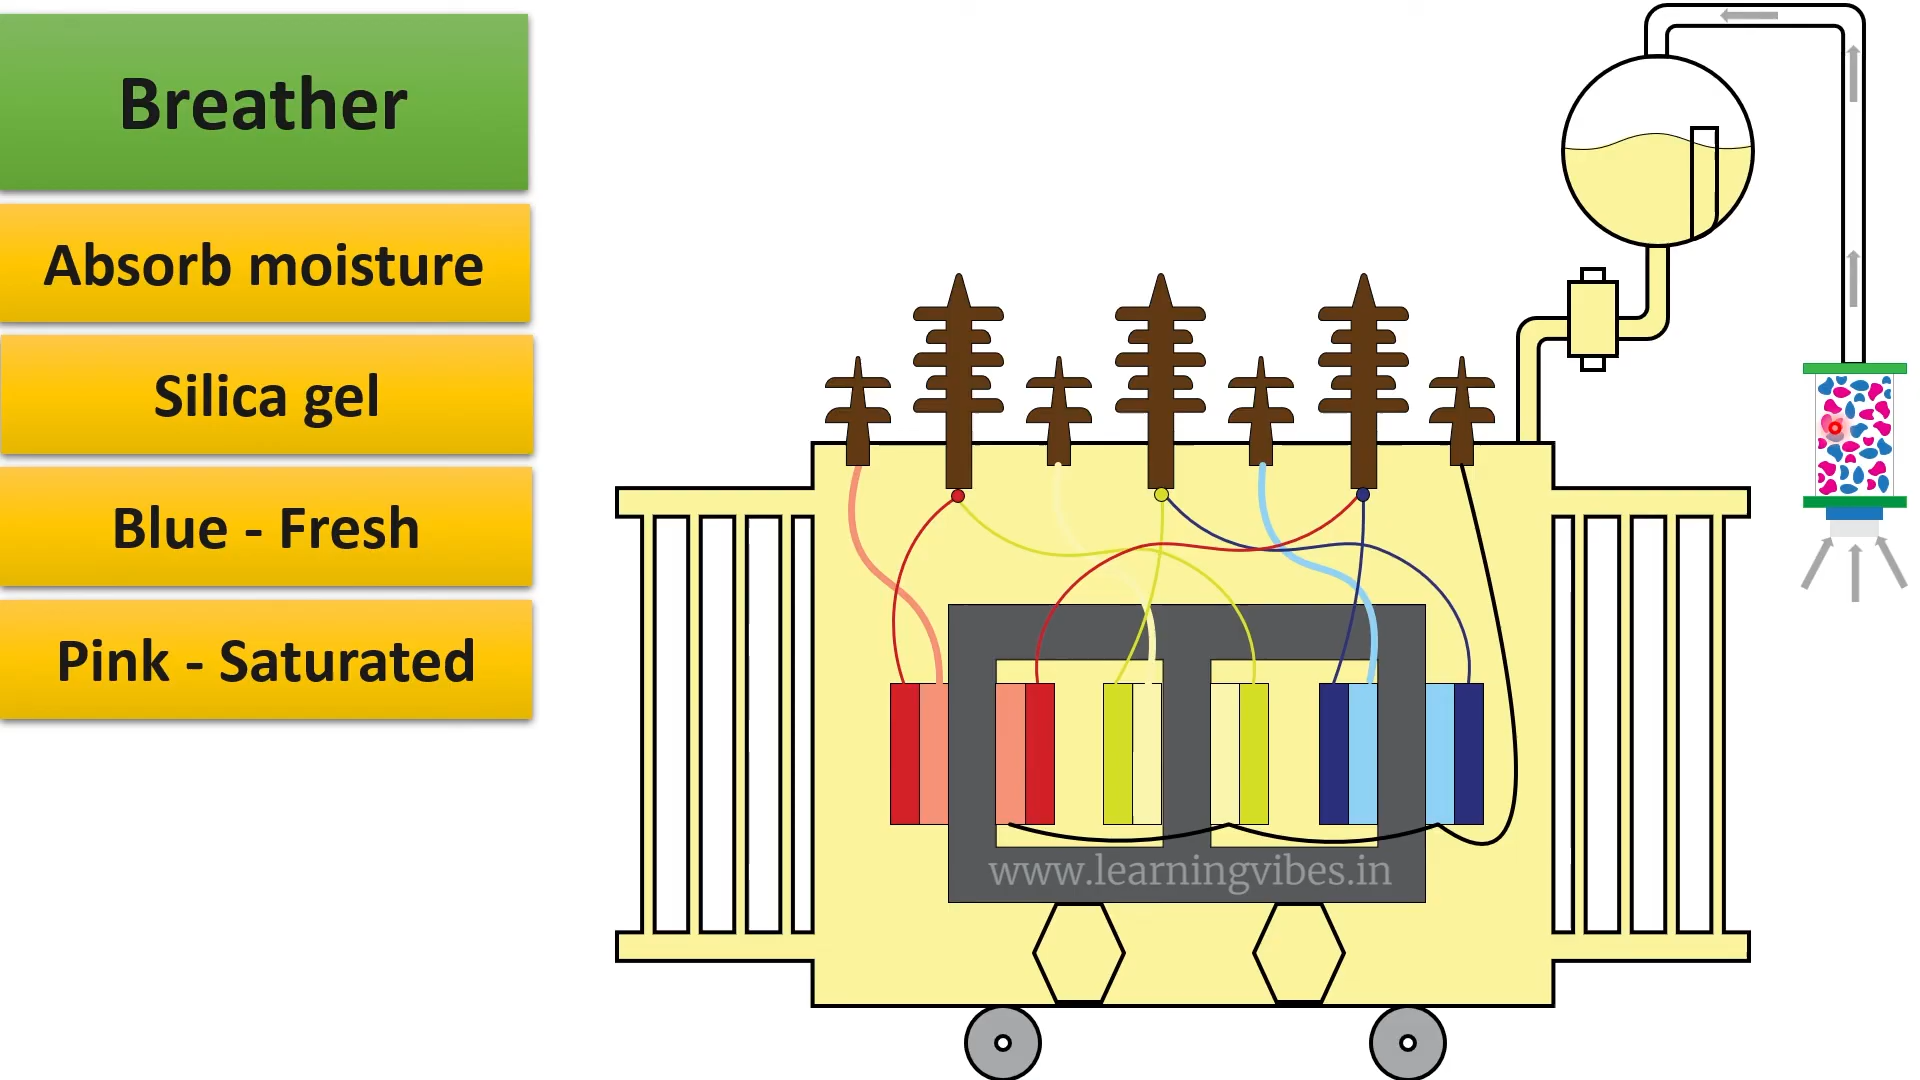 Breather
Absorb moisture
Silica gel
Blue - Fresh
Pink - Saturated
www.learningvibes.in